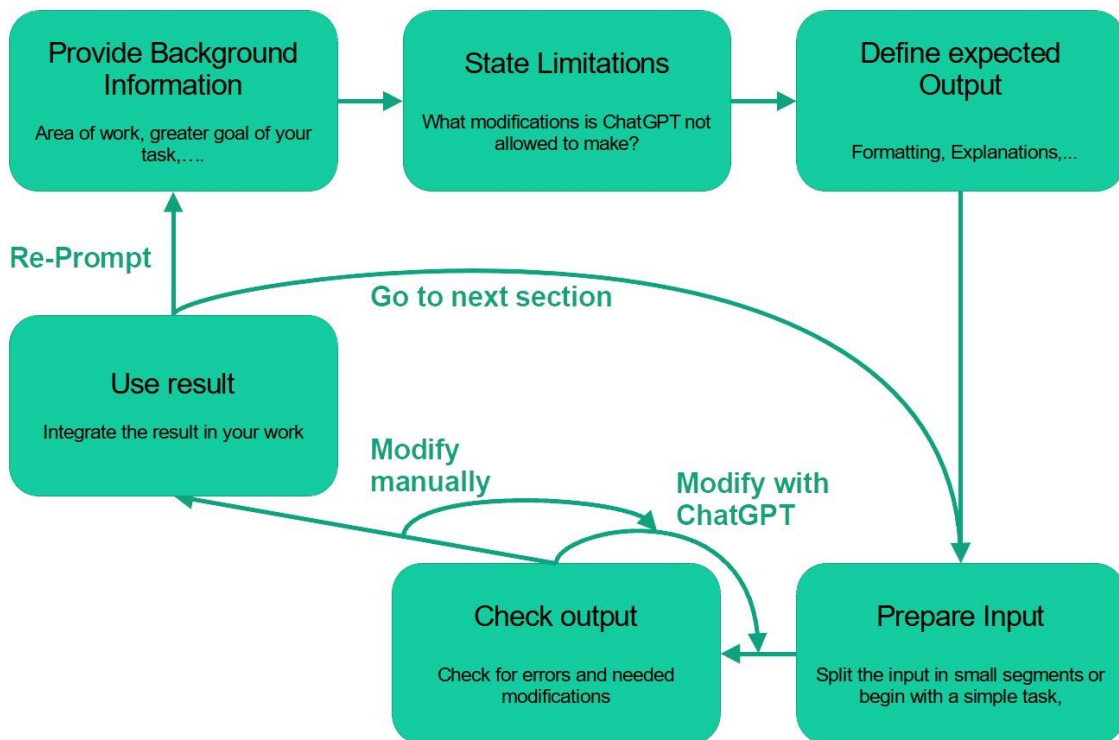 Provide Background
Information
Area of work, greater goal of your
task,….
State Limitations
What modifications is ChatGPT not
allowed to make?
Define expected
Output
Formatting, Explanations,...
Re-Prompt
Go to next section
Use result
Integrate the result in your work
Modify
manually
Modify with
ChatGPT
Check output
Check for errors and needed
modifications
Prepare Input
Split the input in small segments or
begin with a simple task,